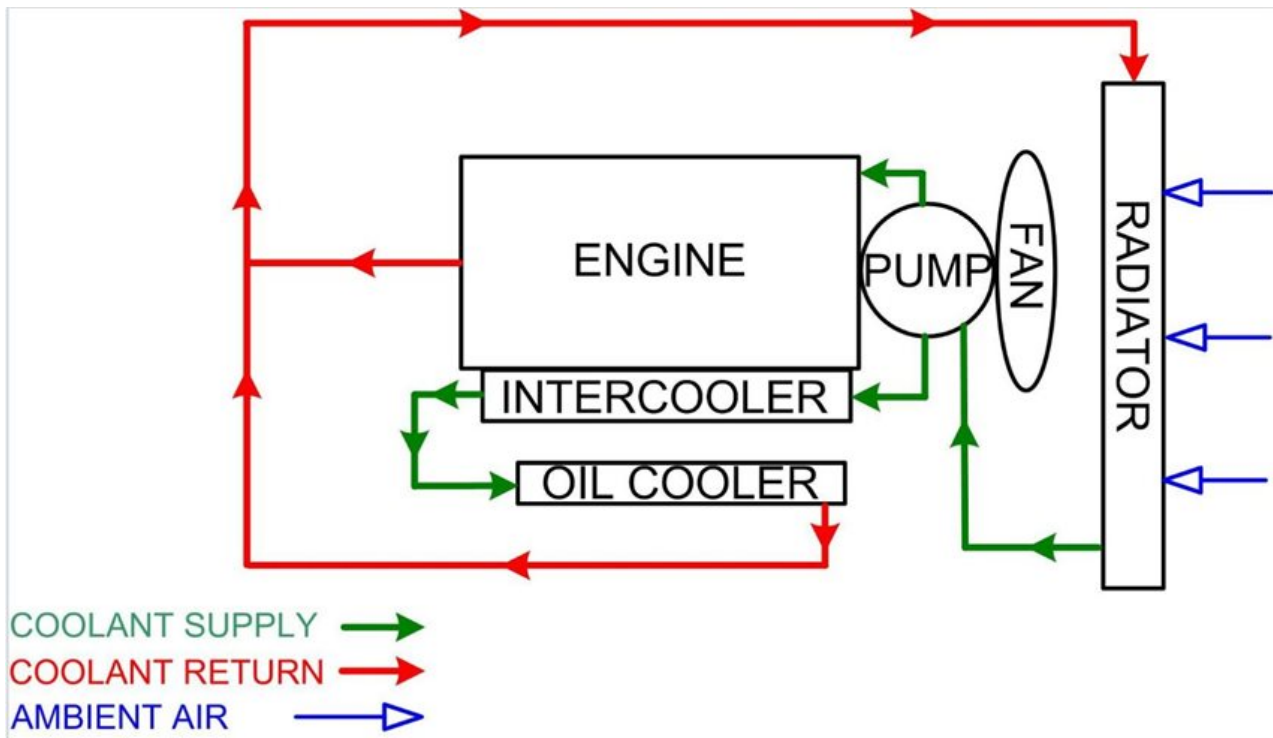 ENGINE
PUMP
FAN
RADIATOR
INTERCOOLER
OIL COOLER
COOLANT SUPPLY
COOLANT RETURN
AMBIENT AIR